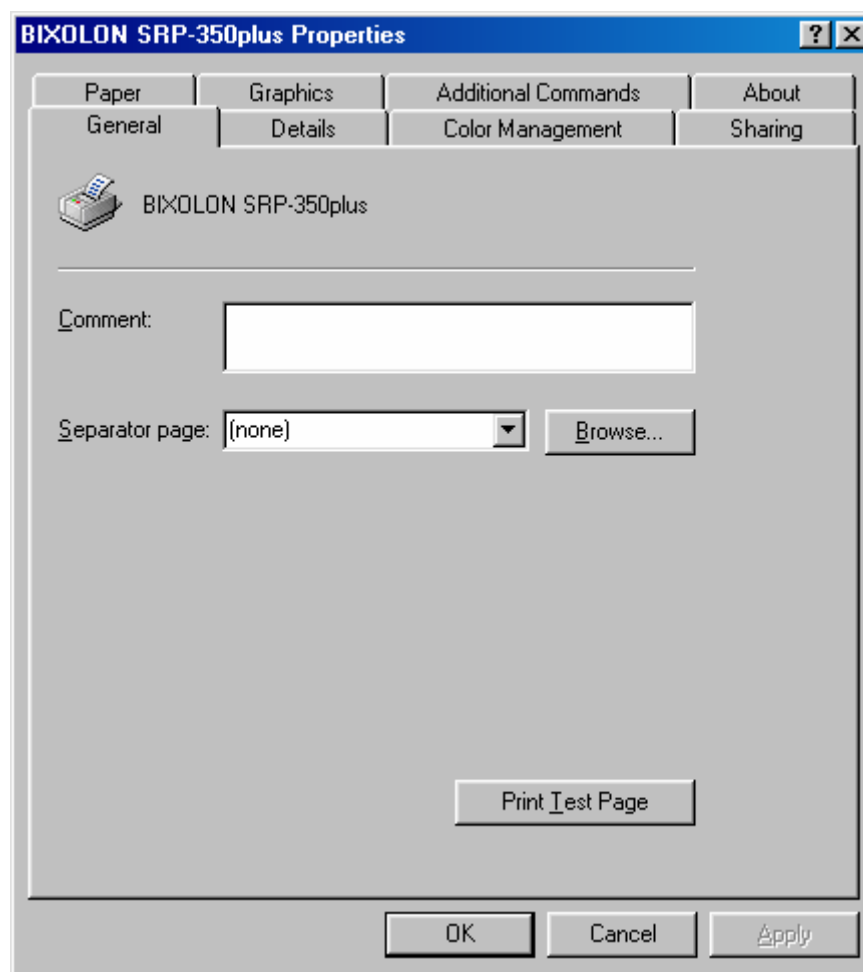 BIXOLON SRP-350plus Properties
Paper Graphics Additional Commands About
General Details Color Management Sharing
BIXOLON SRP-350plus
Comment:
Separator page: (none) Browse...
Print Test Page
OK Cancel Apply